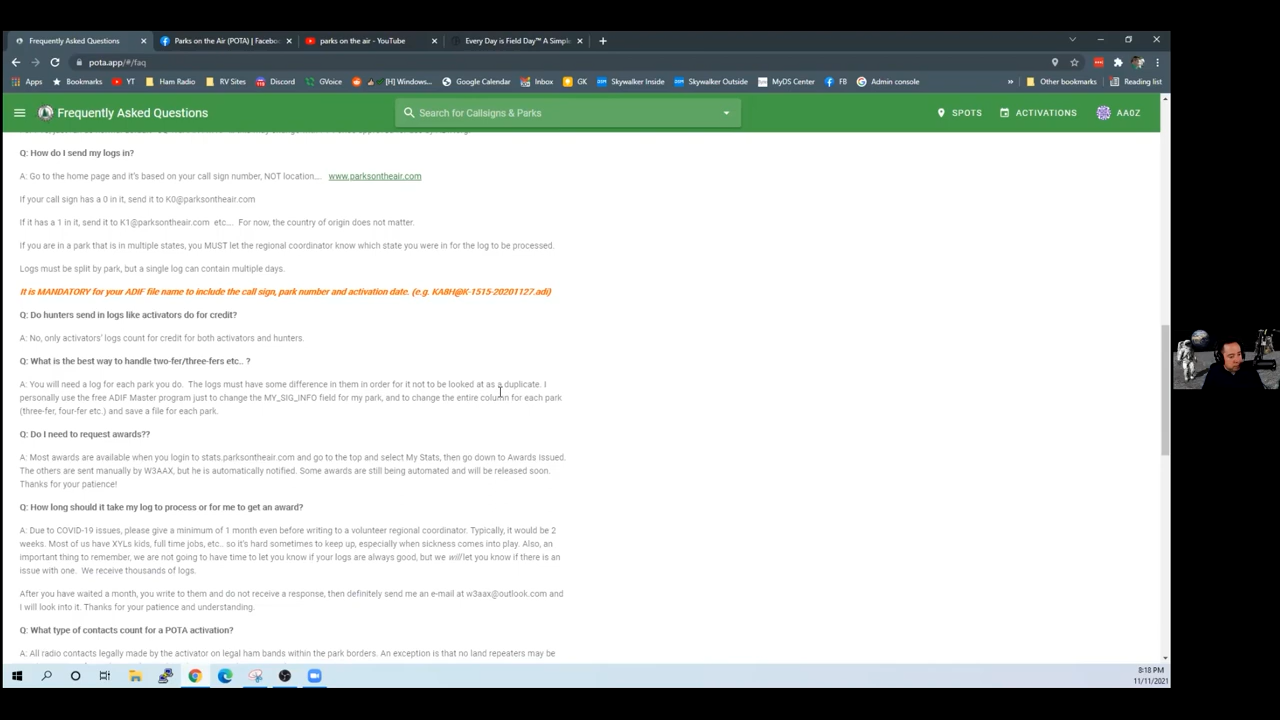 Frequently Asked Questions
Parks on the Air (POTA) | Facebo
parks on the air - YouTube
Every Day is Field Day™ A Simple
pota.app/#/faq
Apps
Bookmarks
YT
Ham Radio
RV Sites
Discord
GVoice
[H] Windows...
Google Calendar
Inbox
GK
Skywalker Inside
Skywalker Outside
MyDS Center
FB
Admin console
»
Other bookmarks
Reading list
Frequently Asked Questions
Search for Callsigns & Parks
SPOTS
ACTIVATIONS
AA0Z
Q: How do I send my logs in?
A: Go to the home page and it's based on your call sign number, NOT location.... www.parksontheair.com
If your call sign has a 0 in it, send it to K0@parksontheair.com
If it has a 1 in it, send it to K1@parksontheair.com etc.... For now, the country of origin does not matter.
If you are in a park that is in multiple states, you MUST let the regional coordinator know which state you were in for the log to be processed.
Logs must be split by park, but a single log can contain multiple days.
It is MANDATORY for your ADIF file name to include the call sign, park number and activation date. (e.g. KA8H@K-1515-20201127.adi)
Q: Do hunters send in logs like activators do for credit?
A: No, only activators' logs count for credit for both activators and hunters.
Q: What is the best way to handle two-fer/three-fers etc.. ?
A: You will need a log for each park you do. The logs must have some difference in them in order for it not to be looked at as a duplicate. I
personally use the free ADIF Master program just to change the MY_SIG_INFO field for my park, and to change the entire column for each park
(three-fer, four-fer etc.) and save a file for each park.
Q: Do I need to request awards??
A: Most awards are available when you login to stats.parksontheair.com and go to the top and select My Stats, then go down to Awards Issued.
The others are sent manually by W3AAX, but he is automatically notified. Some awards are still being automated and will be released soon.
Thanks for your patience!
Q: How long should it take my log to process or for me to get an award?
A: Due to COVID-19 issues, please give a minimum of 1 month even before writing to a volunteer regional coordinator. Typically, it would be 2
weeks. Most of us have XYLs kids, full time jobs, etc.. so it's hard sometimes to keep up, especially when sickness comes into play. Also, an
important thing to remember, we are not going to have time to let you know if your logs are always good, but we will let you know if there is an
issue with one. We receive thousands of logs.
After you have waited a month, you write to them and do not receive a response, then definitely send me an e-mail at w3aax@outlook.com and
I will look into it. Thanks for your patience and understanding.
Q: What type of contacts count for a POTA activation?
A: All radio contacts legally made by the activator on legal ham bands within the park borders. An exception is that no land repeaters may be
8:18 PM
11/11/2021